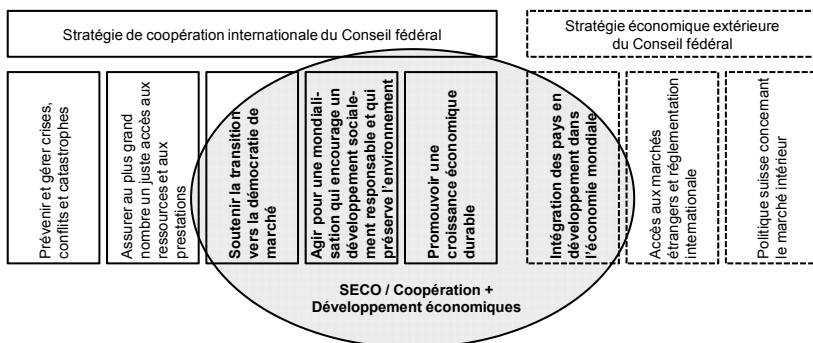 Stratégie de coopération internationale du Conseil fédéral
Stratégie économique extérieure
du Conseil fédéral
Prévenir et gérer crises,
conflits et catastrophes
Assurer au plus grand
nombre un juste accès aux
ressources et aux
prestations
Soutenir la transition
vers la démocratie de
marché
Agir pour une mondiali-
sation qui encourage un
développement sociale-
ment responsable et qui
préserve l'environnement
Promouvoir une
croissance économique
durable
Intégration des pays en
développement dans
l'économie mondiale
Accès aux marchés
étrangers et réglementation
internationale
Politique suisse concernant
le marché intérieur
SECO / Coopération +
Développement économiques